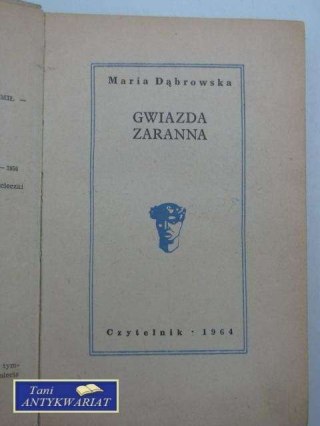 Maria Dąbrowska
GWIAZDA
ZARANNA
Czytelnik · 1964
Tani
ANTYKWARIAT